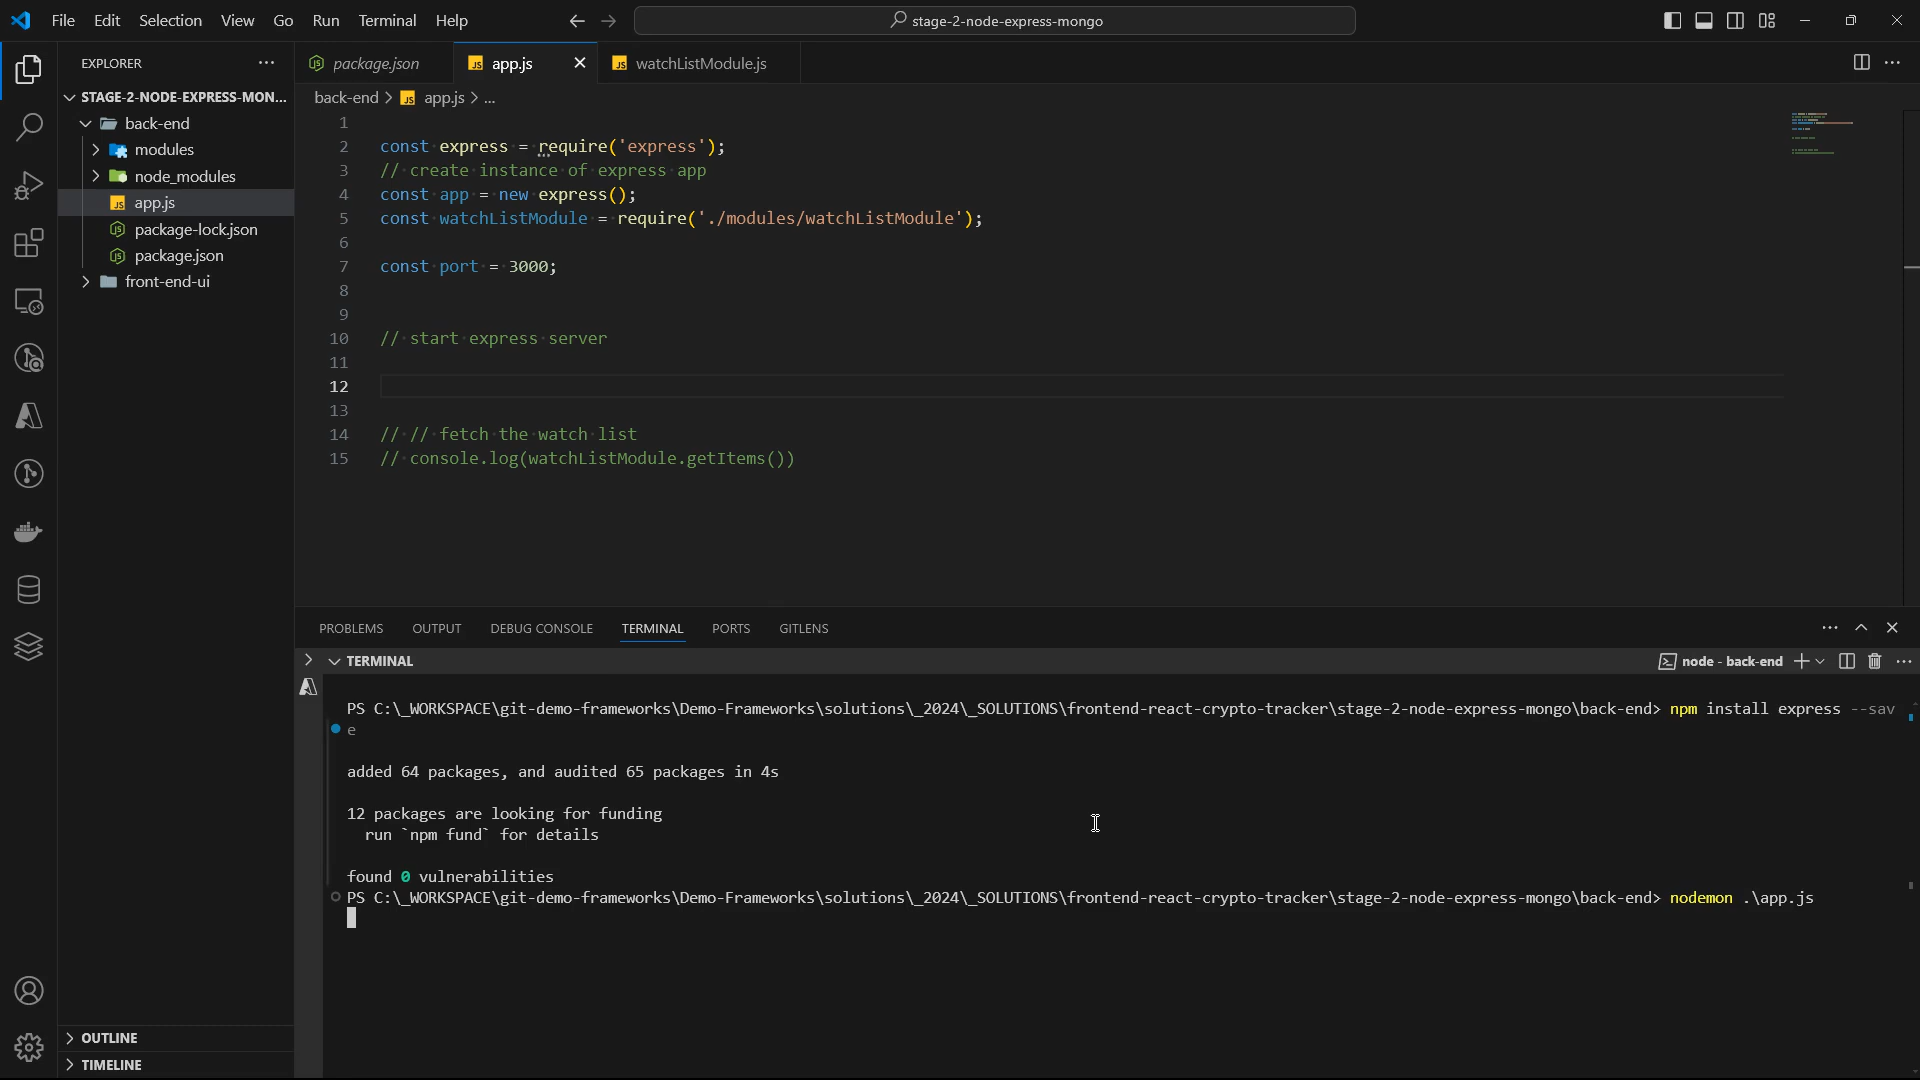 File Edit Selection View Go Run Terminal Help
stage-2-node-express-mongo
EXPLORER
STAGE-2-NODE-EXPRESS-MON...
back-end
modules
node_modules
app.js
package-lock.json
package.json
front-end-ui
OUTLINE
TIMELINE
package.json app.js watchListModule.js
back-end > app.js > ...
1
2 const express = require('express');
3 // create instance of express app
4 const app = new express();
5 const watchListModule = require('./modules/watchListModule');
6
7 const port = 3000;
8
9
10 // start express server
11
12
13
14 // // fetch the watch list
15 // console.log(watchListModule.getItems())
PROBLEMS OUTPUT DEBUG CONSOLE TERMINAL PORTS GITLENS
TERMINAL
node - back-end
PS C:\_WORKSPACE\git-demo-frameworks\Demo-Frameworks\solutions\_2024\_SOLUTIONS\frontend-react-crypto-tracker\stage-2-node-express-mongo\back-end> npm install express --sav
e
added 64 packages, and audited 65 packages in 4s
12 packages are looking for funding
run `npm fund` for details
found 0 vulnerabilities
PS C:\_WORKSPACE\git-demo-frameworks\Demo-Frameworks\solutions\_2024\_SOLUTIONS\frontend-react-crypto-tracker\stage-2-node-express-mongo\back-end> nodemon .\app.js